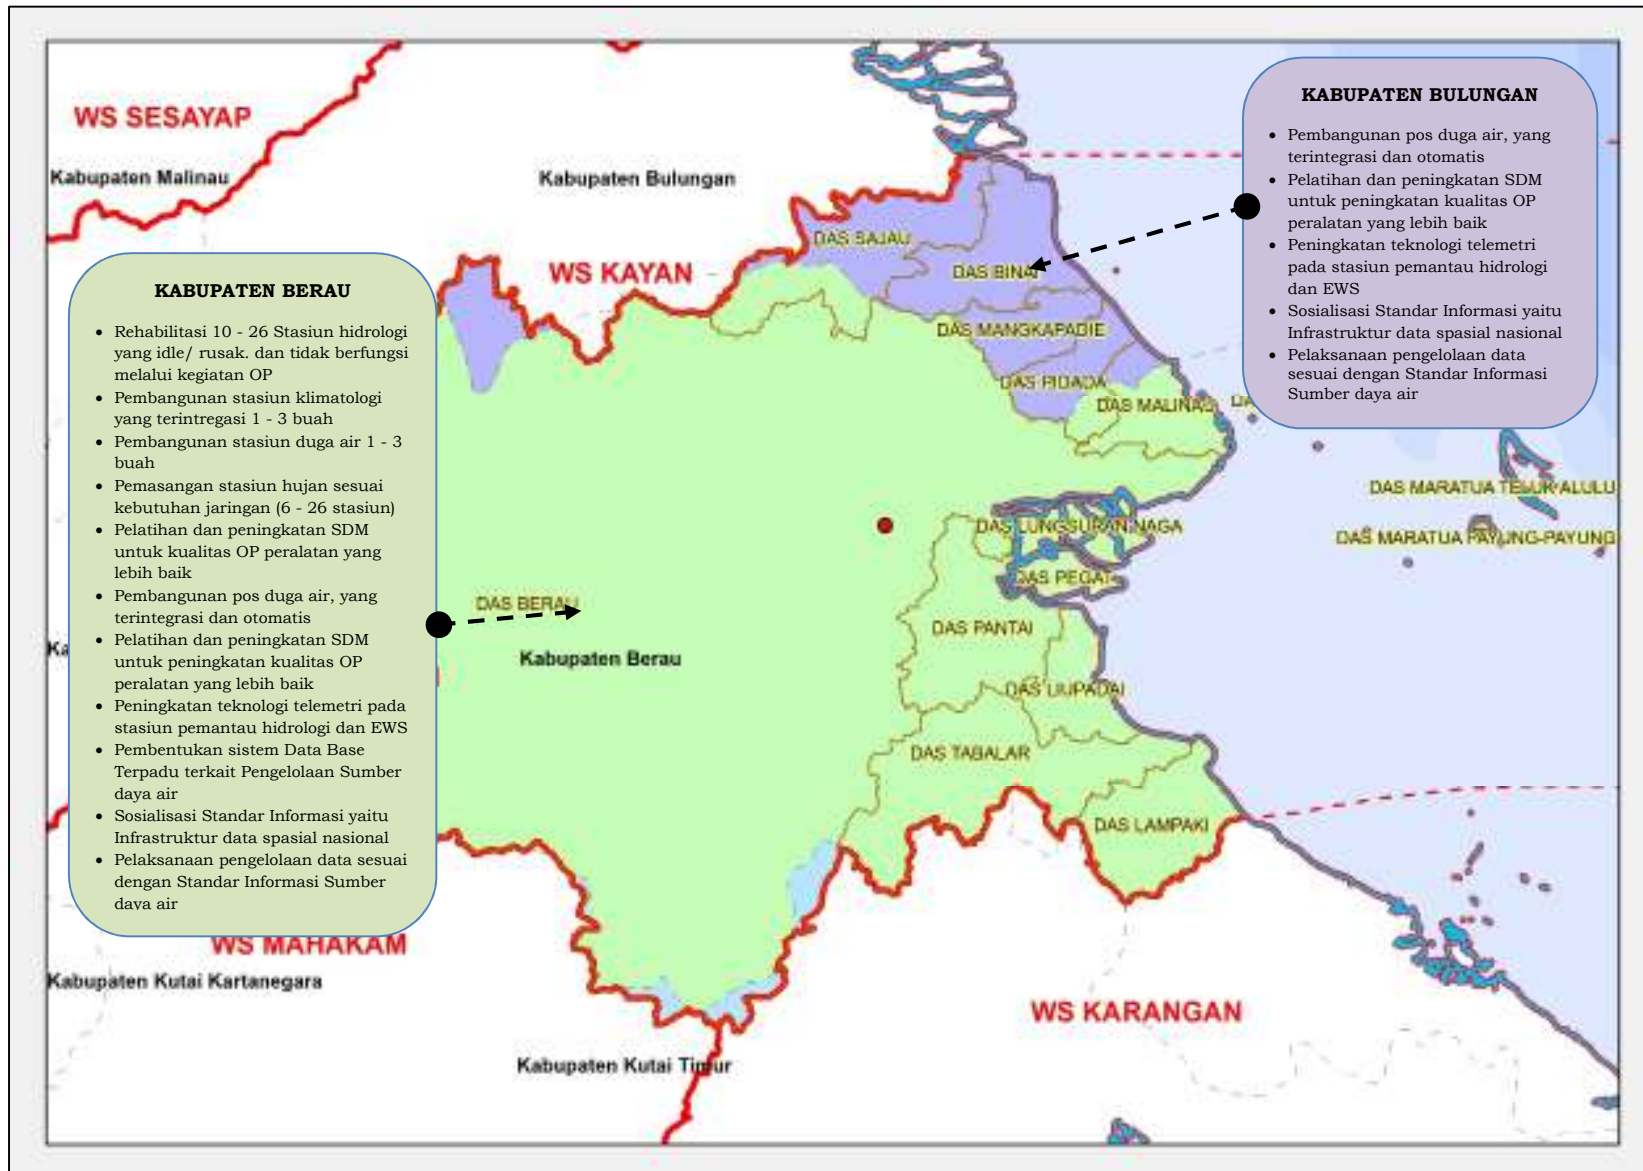 WS SESAYAP
Kabupaten Malinau
Kabupaten Bulungan
WS KAYAN
KABUPATEN BULUNGAN
• Pembangunan pos duga air, yang
terintegrasi dan otomatis
• Pelatihan dan peningkatan SDM
untuk peningkatan kualitas OP
peralatan yang lebih baik
• Peningkatan teknologi telemetri
pada stasiun pemantau hidrologi
dan EWS
• Sosialisasi Standar Informasi yaitu
Infrastruktur data spasial nasional
• Pelaksanaan pengelolaan data
sesuai dengan Standar Informasi
Sumber daya air
KABUPATEN BERAU
• Rehabilitasi 10 - 26 Stasiun hidrologi
yang idle/ rusak. dan tidak berfungsi
melalui kegiatan OP
• Pembangunan stasiun klimatologi
yang terintregasi 1 - 3 buah
• Pembangunan stasiun duga air 1 - 3
buah
• Pemasangan stasiun hujan sesuai
kebutuhan jaringan (6 - 26 stasiun)
• Pelatihan dan peningkatan SDM
untuk kualitas OP peralatan yang
lebih baik
• Pembangunan pos duga air, yang
terintegrasi dan otomatis
• Pelatihan dan peningkatan SDM
untuk peningkatan kualitas OP
peralatan yang lebih baik
• Peningkatan teknologi telemetri pada
stasiun pemantau hidrologi dan EWS
• Pembentukan sistem Data Base
Terpadu terkait Pengelolaan Sumber
daya air
• Sosialisasi Standar Informasi yaitu
Infrastruktur data spasial nasional
• Pelaksanaan pengelolaan data sesuai
dengan Standar Informasi Sumber
daya air
DAS SAJAU
DAS BINAI
DAS MANGKAPADIE
DAS PIDADA
DAS MALINAU
DAS MARATUA TELUK ALULU
DAS LUNGSURAN NAGA
DAS MARATUA PAYUNG-PAYUNG
DAS PEGAT
DAS BERAU
DAS PANTAI
Kabupaten Berau
DAS ULIPADAI
DAS TABALAR
DAS LAMPAKI
WS MAHAKAM
Kabupaten Kutai Kartanegara
WS KARANGAN
Kabupaten Kutai Timur